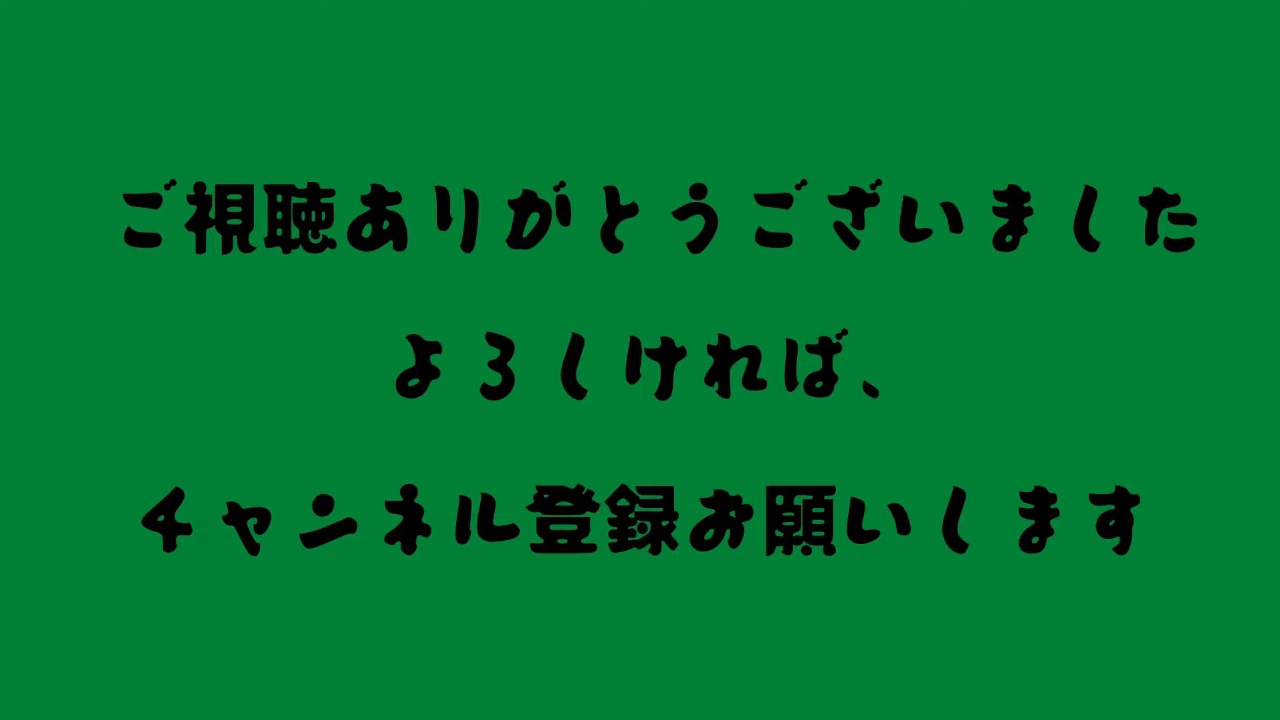 ご視聴ありがとうございました
よろしければ、
チャンネル登録お願いします